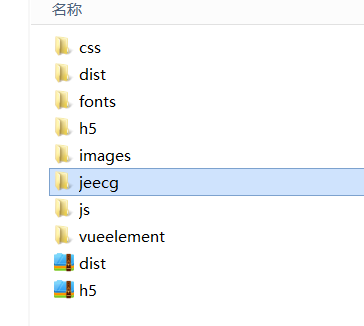 名称
css
dist
fonts
h5
images
jeecg
js
vueelement
dist
h5